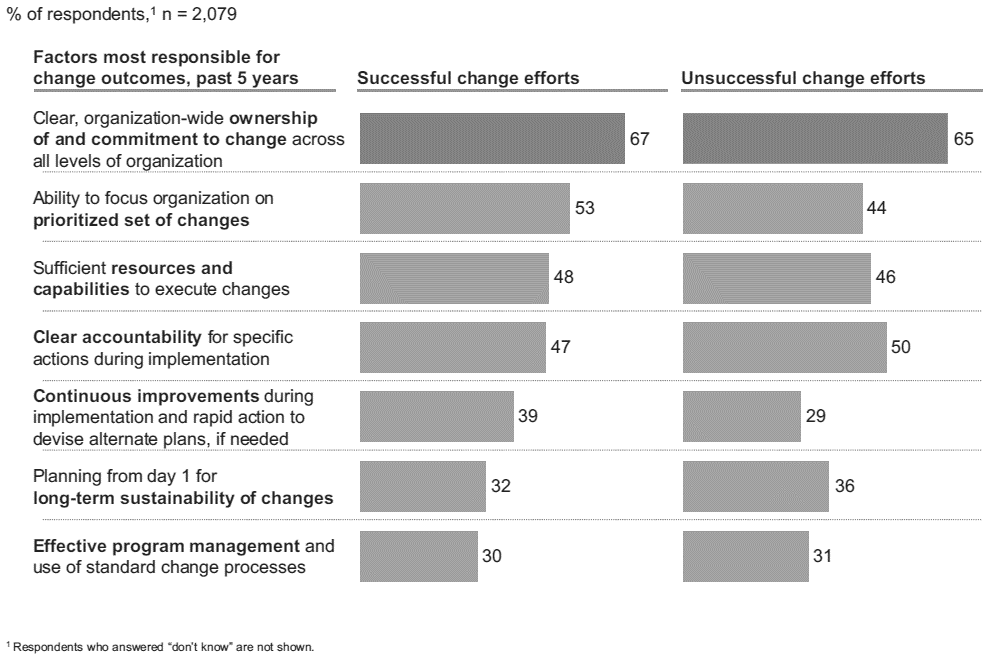 % of respondents,¹ n = 2,079
Factors most responsible for
change outcomes, past 5 years
Successful change efforts
Unsuccessful change efforts
Clear, organization-wide ownership
of and commitment to change across
all levels of organization
67
65
Ability to focus organization on
prioritized set of changes
53
44
Sufficient resources and
capabilities to execute changes
48
46
Clear accountability for specific
actions during implementation
47
50
Continuous improvements during
implementation and rapid action to
devise alternate plans, if needed
39
29
Planning from day 1 for
long-term sustainability of changes
32
36
Effective program management and
use of standard change processes
30
31
¹ Respondents who answered “don’t know” are not shown.